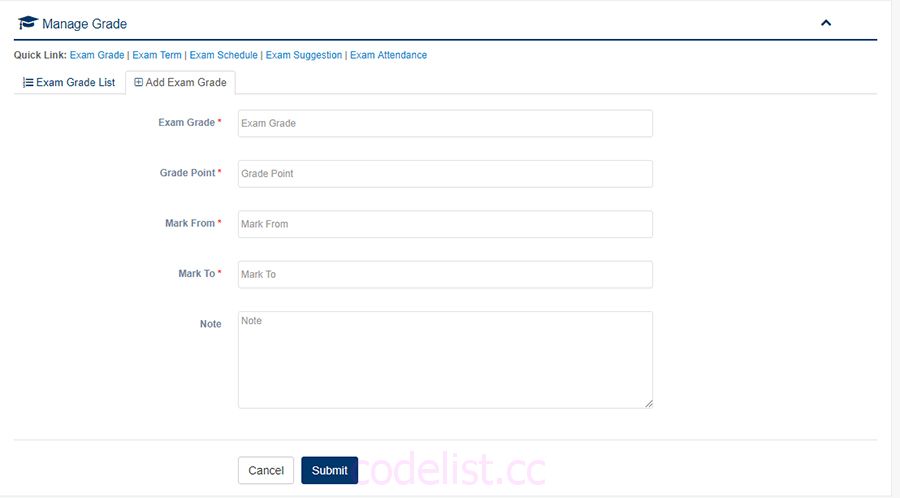 Manage Grade
Quick Link: Exam Grade | Exam Term | Exam Schedule | Exam Suggestion | Exam Attendance
Exam Grade List Add Exam Grade
Exam Grade * Exam Grade
Grade Point * Grade Point
Mark From * Mark From
Mark To * Mark To
Note Note
Cancel Submit codelist.cc